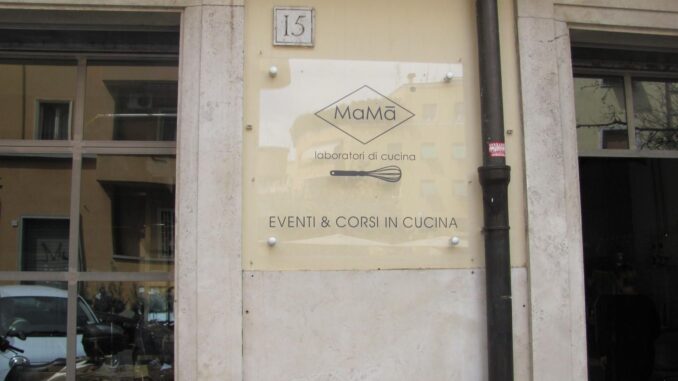 15
MaMā
laboratori di cucina
EVENTI & CORSI IN CUCINA